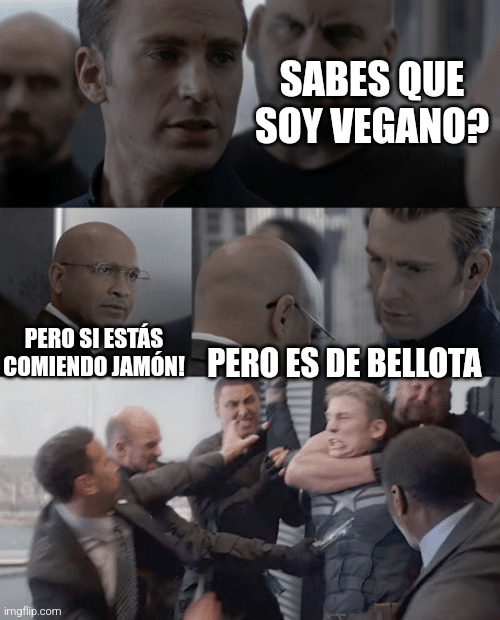 SABES QUE
SOY VEGANO?
PERO SI ESTÁS
COMIENDO JAMÓN!
PERO ES DE BELLOTA
imgflip.com